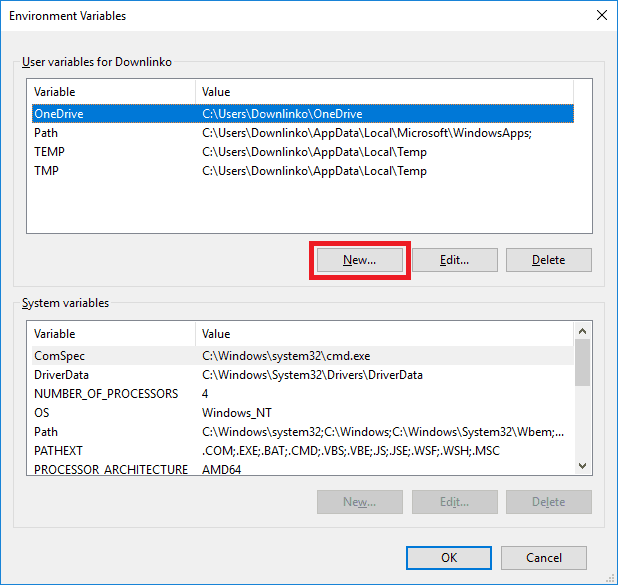 Environment Variables
User variables for Downlinko
Variable Value
OneDrive C:\Users\Downlinko\OneDrive
Path C:\Users\Downlinko\AppData\Local\Microsoft\WindowsApps;
TEMP C:\Users\Downlinko\AppData\Local\Temp
TMP C:\Users\Downlinko\AppData\Local\Temp
New... Edit... Delete
System variables
Variable Value
ComSpec C:\Windows\system32\cmd.exe
DriverData C:\Windows\System32\Drivers\DriverData
NUMBER_OF_PROCESSORS 4
OS Windows_NT
Path C:\Windows\system32;C:\Windows;C:\Windows\System32\Wbem;...
PATHEXT .COM;.EXE;.BAT;.CMD;.VBS;.VBE;.JS;.JSE;.WSF;.WSH;.MSC
PROCESSOR_ARCHITECTURE AMD64
New... Edit... Delete
OK Cancel